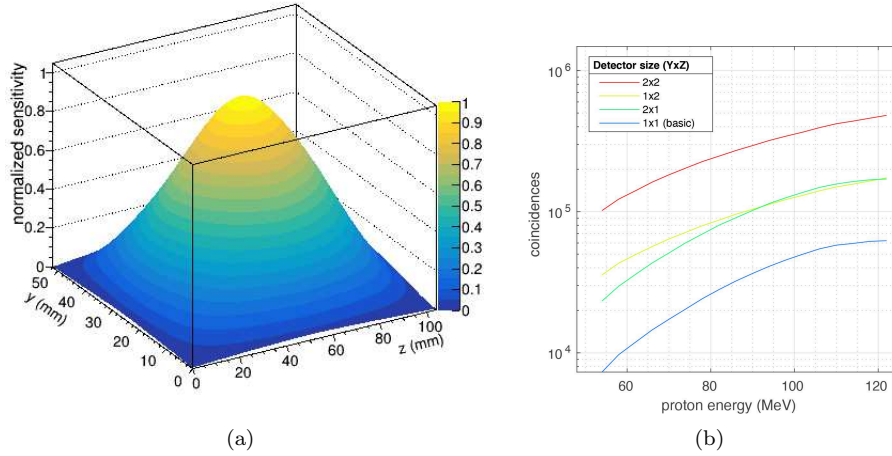 normalized sensitivity
1
0.8
0.6
0.4
0.2
0
50
40
30
20
10
0
y (mm)
0
20
40
60
80
100
z (mm)
1
0.9
0.8
0.7
0.6
0.5
0.4
0.3
0.2
0.1
0
(a)
coincidences
10^6
10^5
10^4
Detector size (YxZ)
2x2
1x2
2x1
1x1 (basic)
60 80 100 120
proton energy (MeV)
(b)